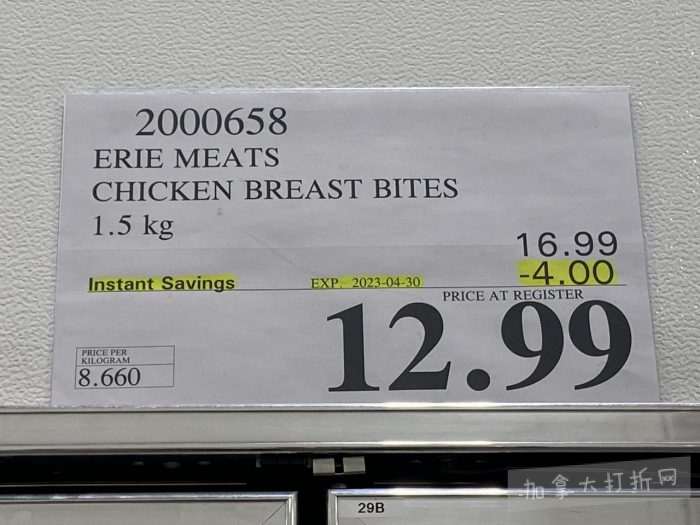 2000658
ERIE MEATS
CHICKEN BREAST BITES
1.5 kg
16.99
Instant Savings EXP. 2023-04-30 -4.00
PRICE AT REGISTER
12.99
PRICE PER
KILOGRAM
8.660
29B
加拿大打折网